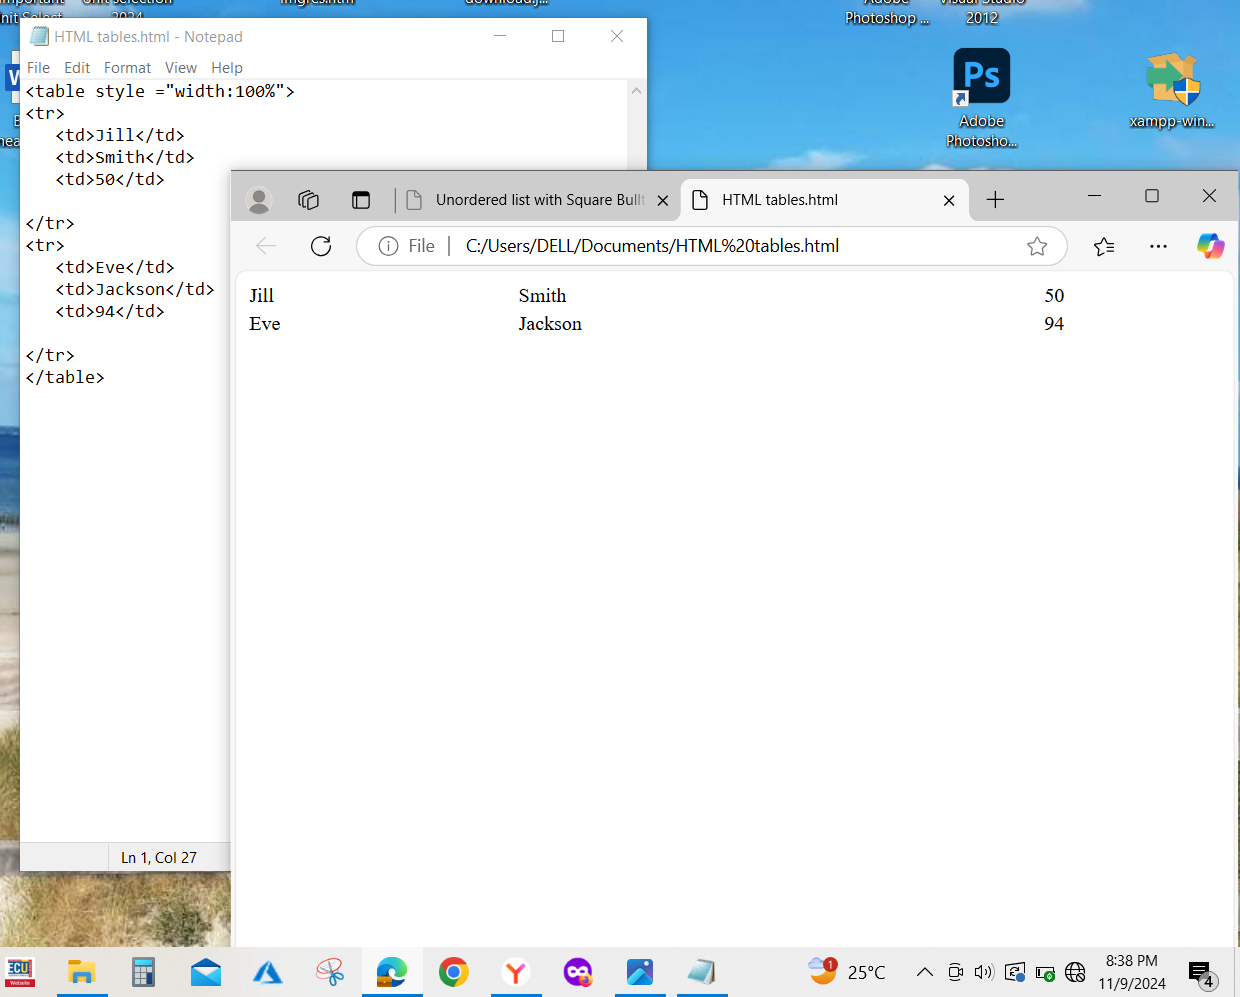 2024
Photoshop ...
2012
HTML tables.html - Notepad
File Edit Format View Help
<table style ="width:100%">
<tr>
<td>Jill</td>
<td>Smith</td>
<td>50</td>
</tr>
<tr>
<td>Eve</td>
<td>Jackson</td>
<td>94</td>
</tr>
</table>
Ln 1, Col 27
Ps
Adobe
Photosho...
xampp-win...
Unordered list with Square Bull
HTML tables.html
File
C:/Users/DELL/Documents/HTML%20tables.html
Jill Smith 50
Eve Jackson 94
ECU
Website
1
25°C
8:38 PM
11/9/2024
4